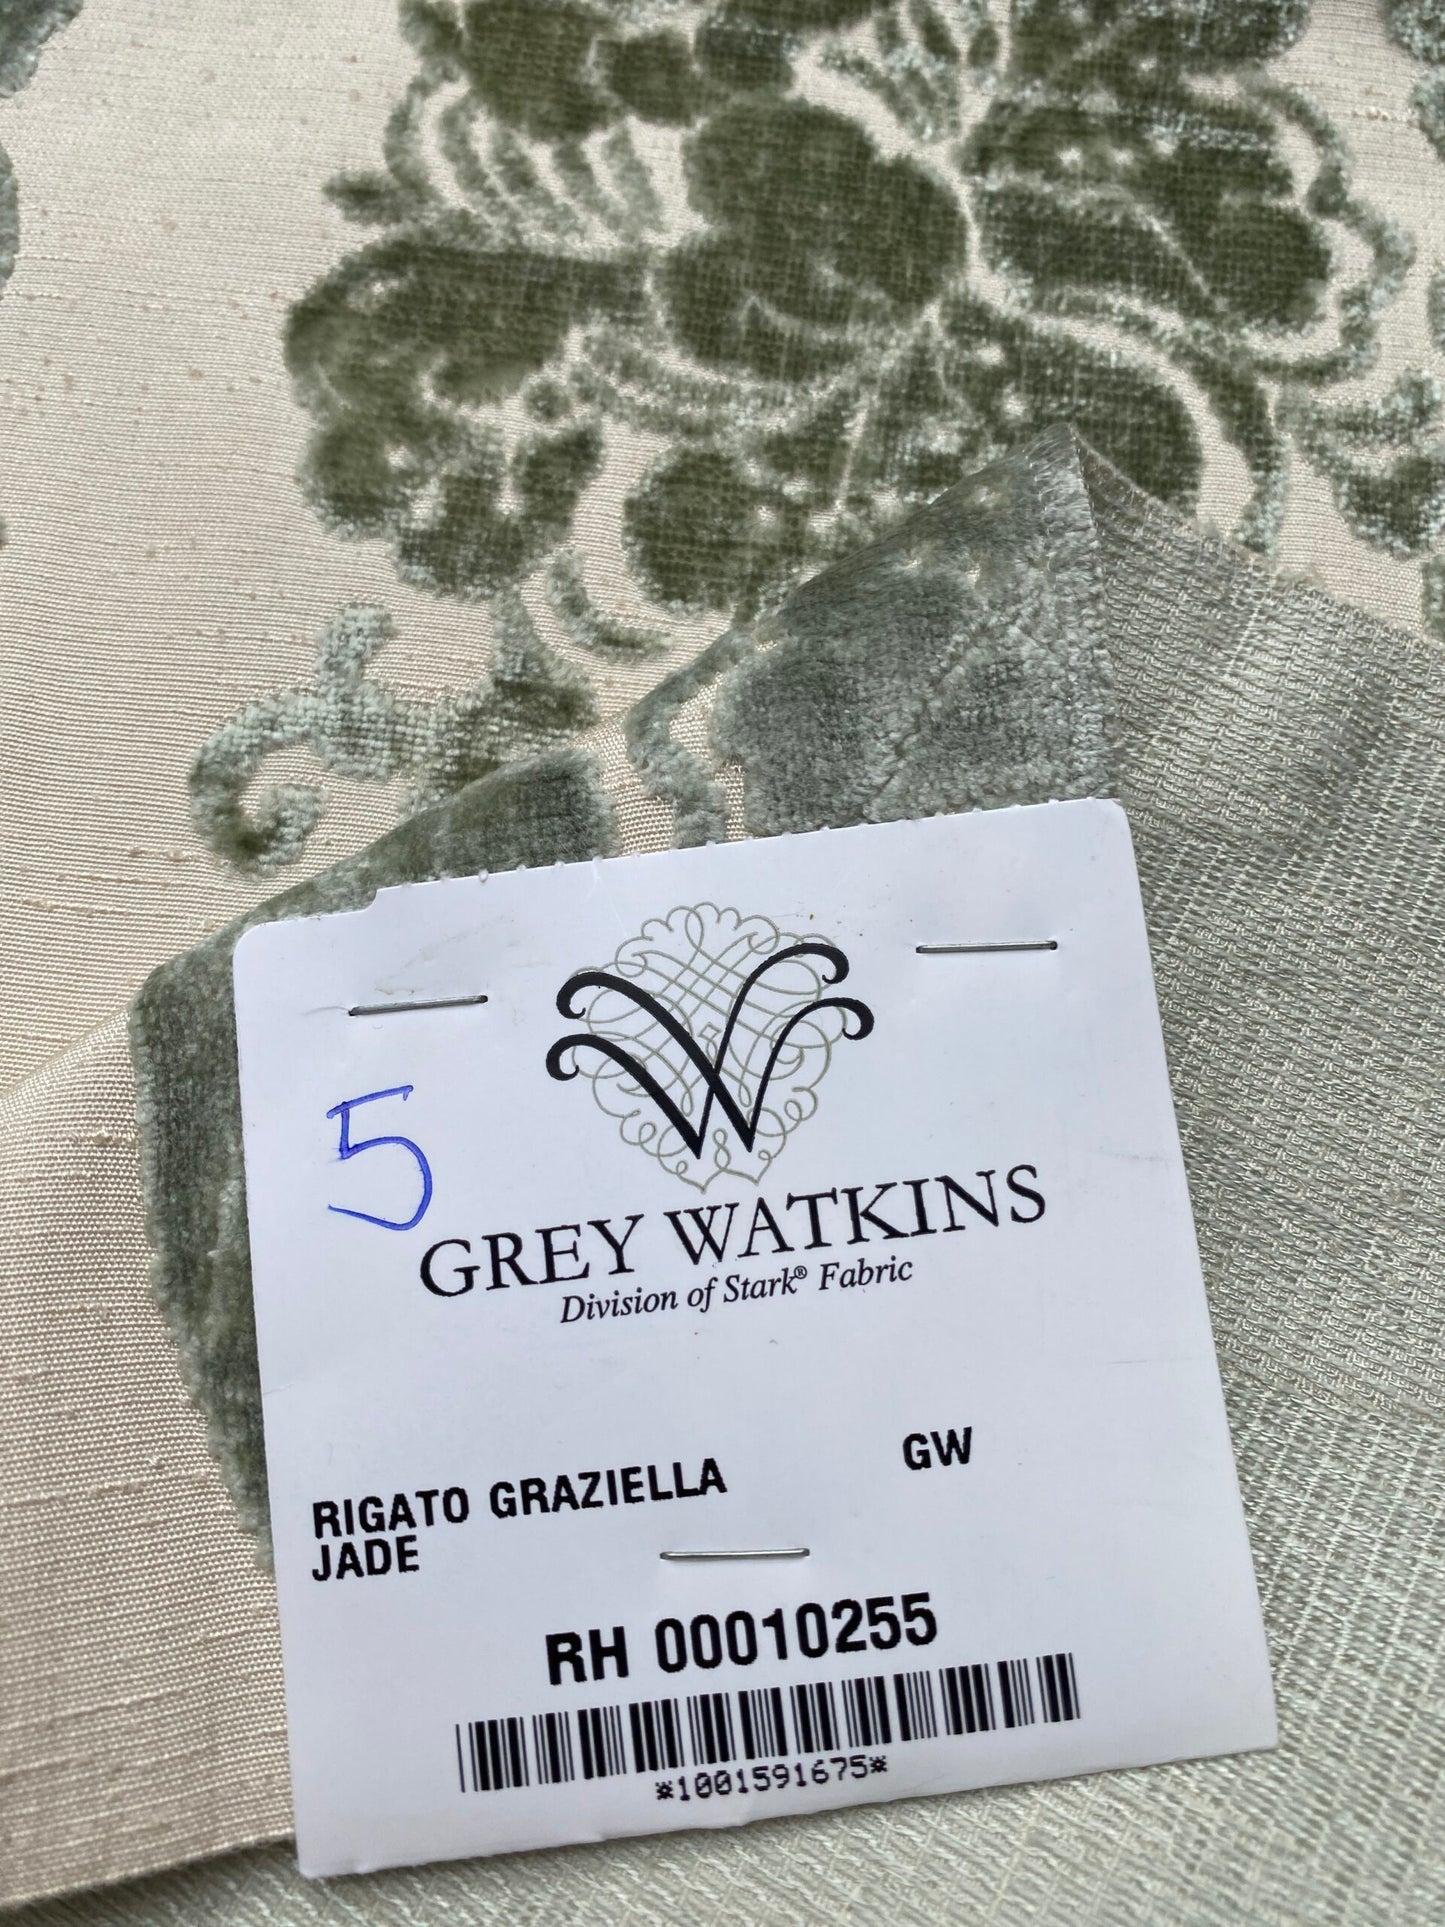 5
W
GREY WATKINS
Division of Stark® Fabric
RIGATO GRAZIELLA GW
JADE
RH 00010255
*1001591675*